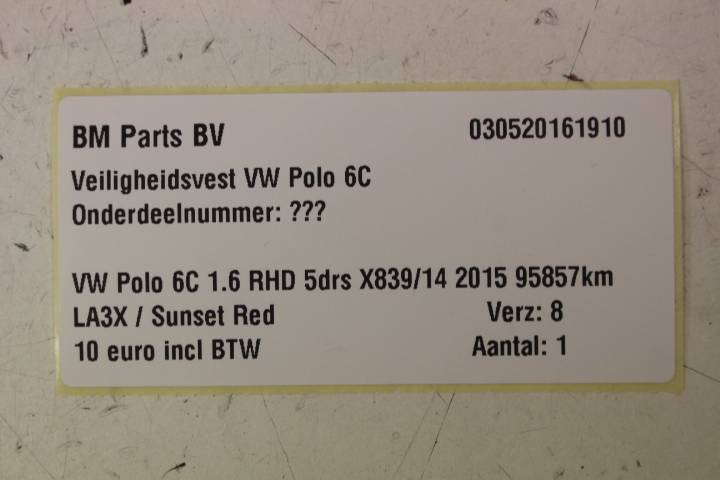 BM Parts BV 030520161910
Veiligheidsvest VW Polo 6C
Onderdeelnummer: ???
VW Polo 6C 1.6 RHD 5drs X839/14 2015 95857km
LA3X / Sunset Red Verz: 8
10 euro incl BTW Aantal: 1